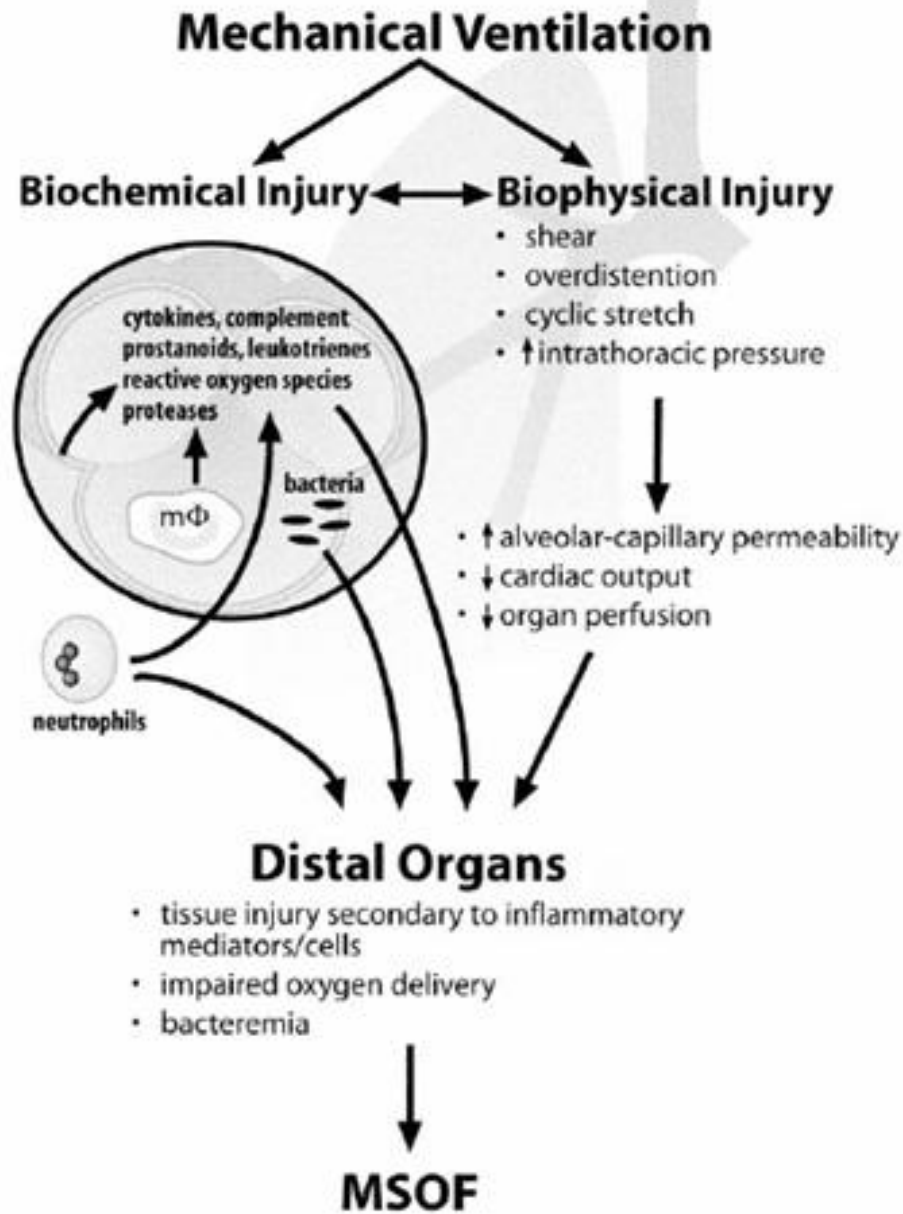 Mechanical Ventilation
Biochemical Injury
Biophysical Injury
• shear
• overdistention
• cyclic stretch
• ↑ intrathoracic pressure
cytokines, complement
prostanoids, leukotrienes
reactive oxygen species
proteases
mΦ
bacteria
neutrophils
• ↑ alveolar-capillary permeability
• ↓ cardiac output
• ↓ organ perfusion
Distal Organs
• tissue injury secondary to inflammatory
mediators/cells
• impaired oxygen delivery
• bacteremia
MSOF